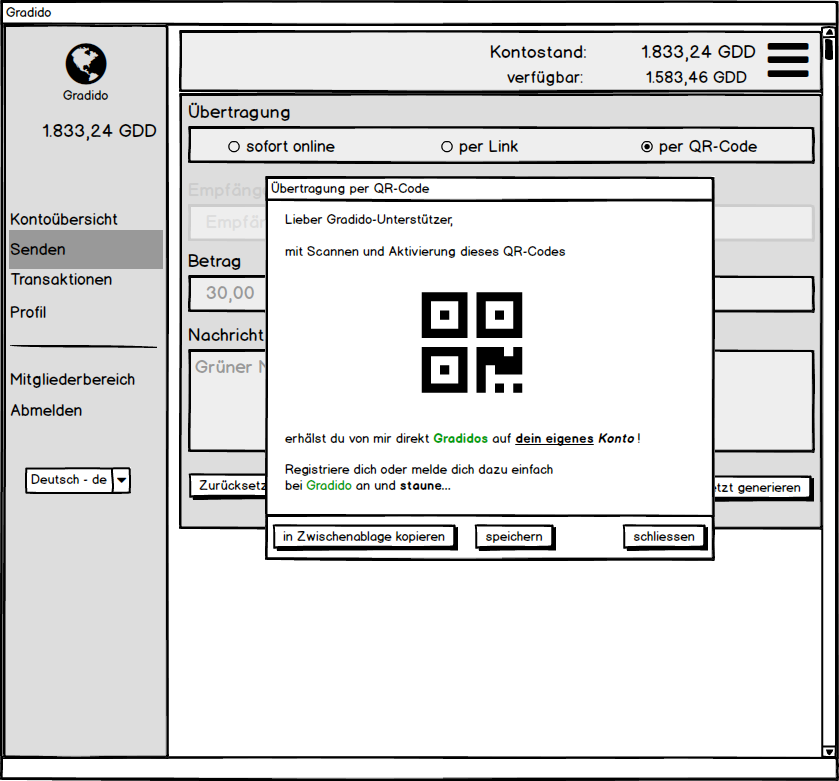 Gradido
Gradido
1.833,24 GDD
Kontoübersicht
Senden
Transaktionen
Profil
Mitgliederbereich
Abmelden
Deutsch - de
Kontostand: 1.833,24 GDD
verfügbar: 1.583,46 GDD
Übertragung
sofort online per Link per QR-Code
Empfänge
Empfän
Betrag
30,00
Nachricht
Grüner N
Zurücksetz
etzt generieren
Übertragung per QR-Code
Lieber Gradido-Unterstützer,
mit Scannen und Aktivierung dieses QR-Codes
erhälst du von mir direkt Gradidos auf dein eigenes Konto !
Registriere dich oder melde dich dazu einfach
bei Gradido an und staune...
in Zwischenablage kopieren speichern schliessen